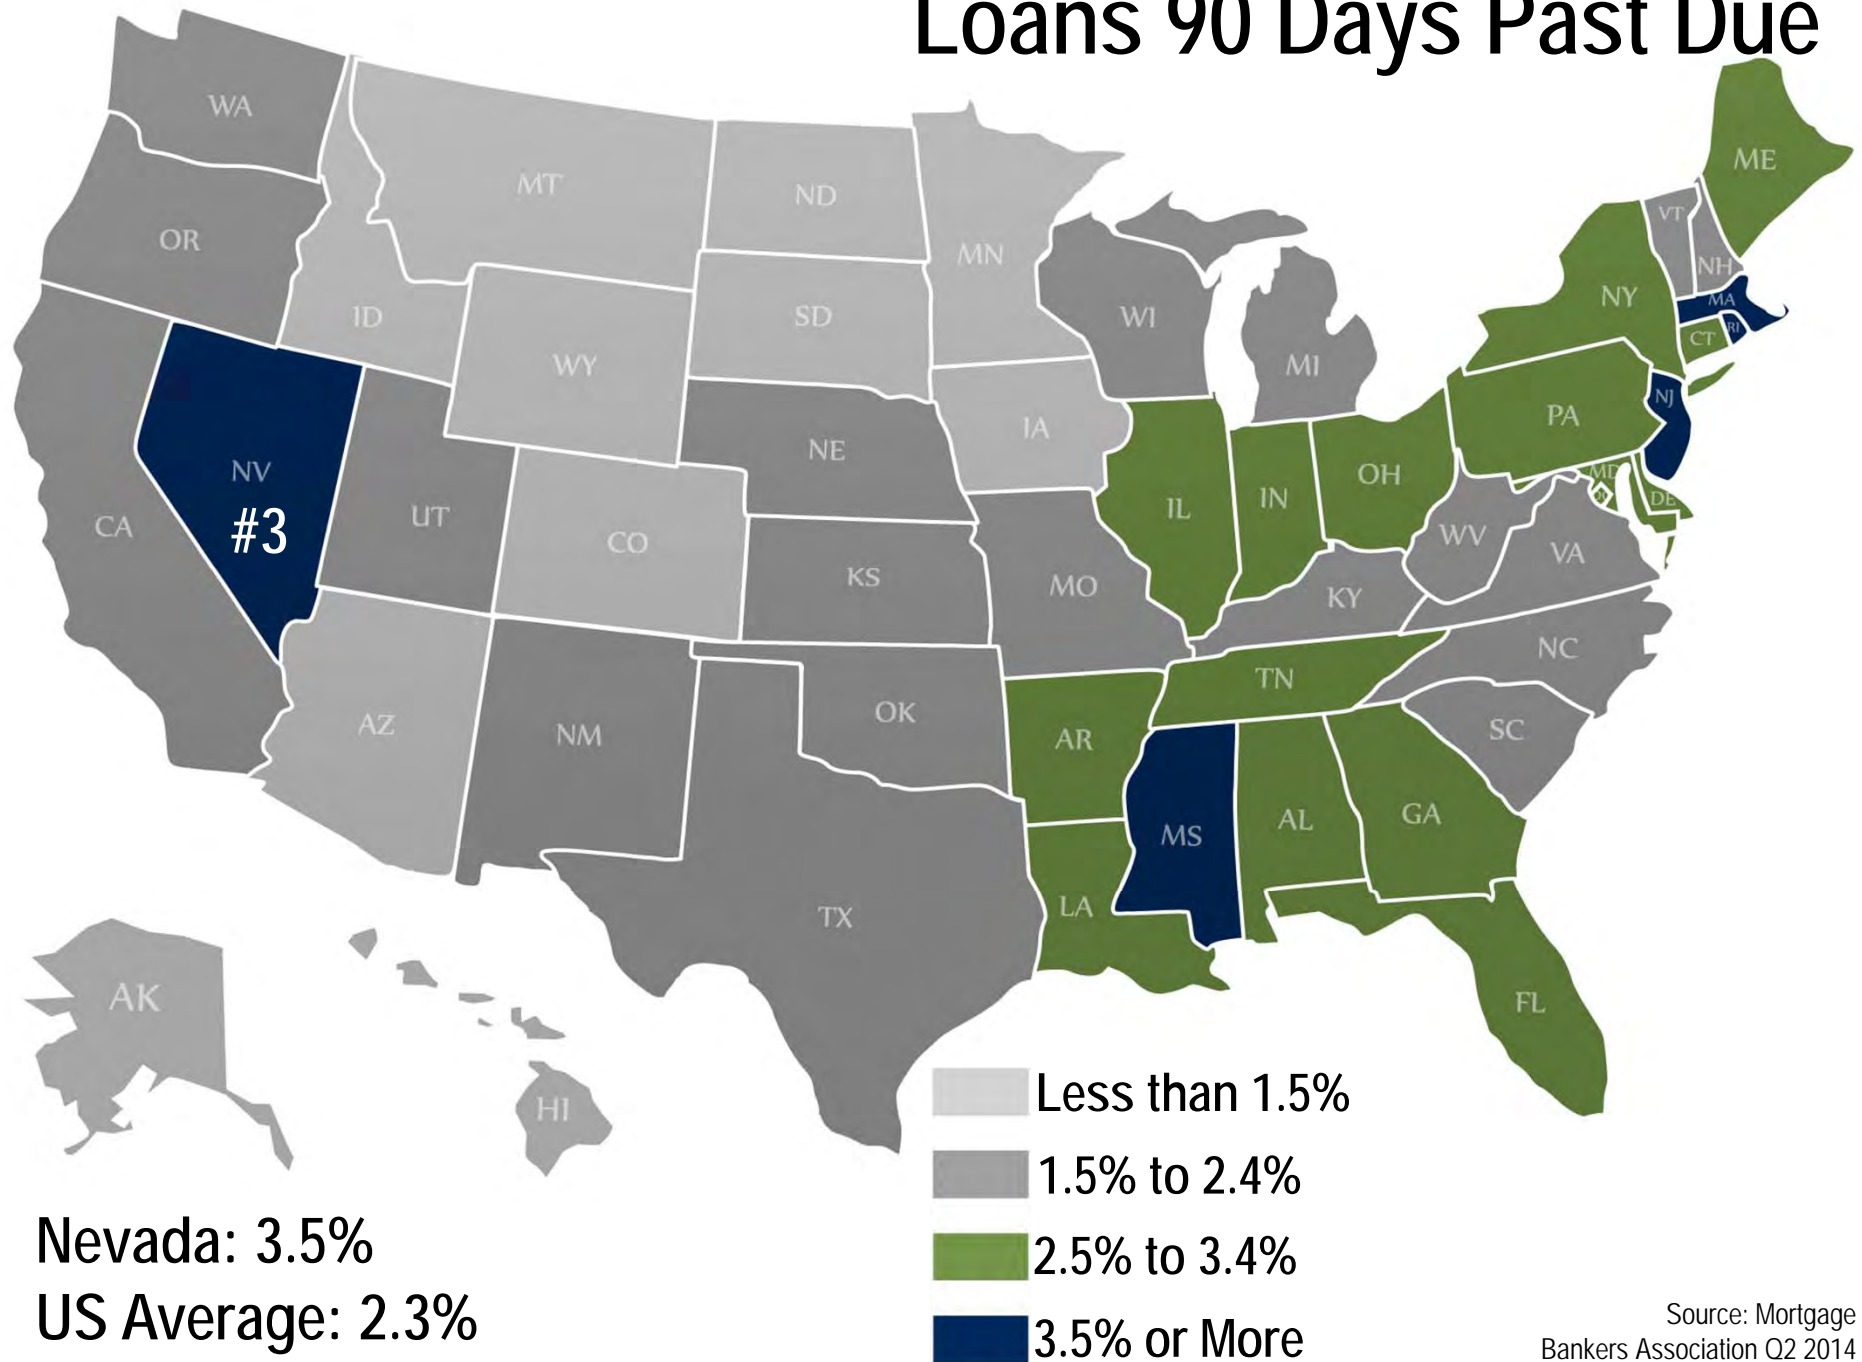 Loans 90 Days Past Due
WA
MT
ND
ME
OR
MN
VT
ID
SD
WI
NH
NY
MA
WY
MI
CT
RI
IA
PA
NJ
NV
NE
OH
MD
#3
IL
IN
DC
DE
CA
UT
CO
KS
MO
WV
VA
KY
NC
AZ
NM
OK
AR
TN
SC
MS
AL
GA
TX
LA
AK
FL
HI
Less than 1.5%
1.5% to 2.4%
2.5% to 3.4%
3.5% or More
Nevada: 3.5%
US Average: 2.3%
Source: Mortgage
Bankers Association Q2 2014